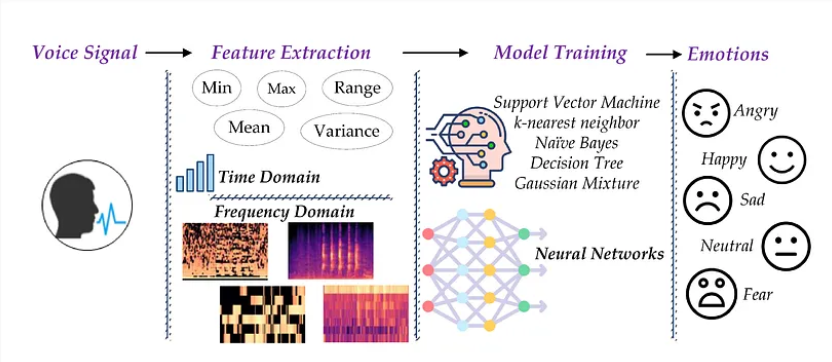 Voice Signal
Feature Extraction
Model Training
Emotions
Min
Max
Range
Mean
Variance
Time Domain
Frequency Domain
Support Vector Machine
k-nearest neighbor
Naïve Bayes
Decision Tree
Gaussian Mixture
Neural Networks
Angry
Happy
Sad
Neutral
Fear